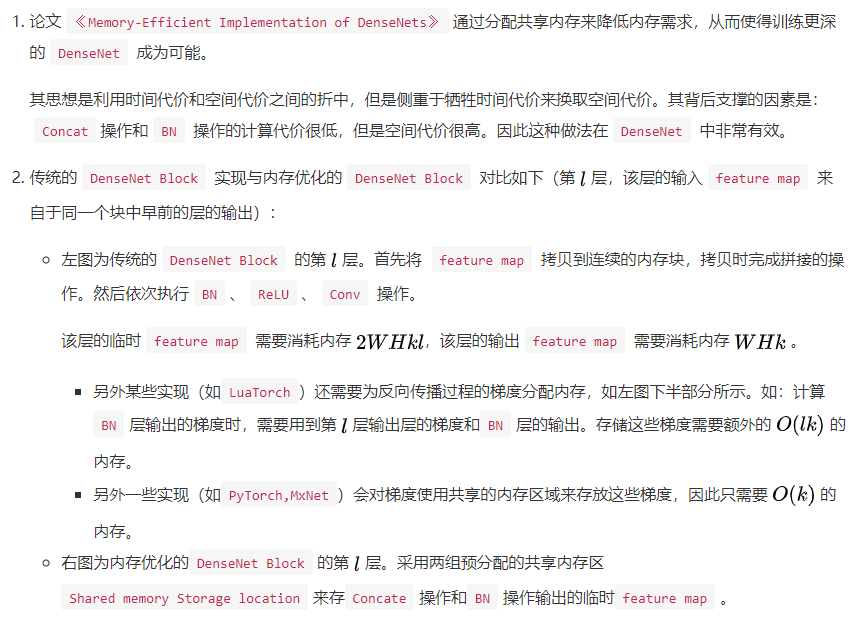 1. 论文 《Memory-Efficient Implementation of DenseNets》 通过分配共享内存来降低内存需求，从而使得训练更深
的 DenseNet 成为可能。
其思想是利用时间代价和空间代价之间的折中，但是侧重于牺牲时间代价来换取空间代价。其背后支撑的因素是：
Concat 操作和 BN 操作的计算代价很低，但是空间代价很高。因此这种做法在 DenseNet 中非常有效。
2. 传统的 DenseNet Block 实现与内存优化的 DenseNet Block 对比如下（第 l 层，该层的输入 feature map 来
自于同一个块中早前的层的输出）：
左图为传统的 DenseNet Block 的第 l 层。首先将 feature map 拷贝到连续的内存块，拷贝时完成拼接的操
作。然后依次执行 BN 、 ReLU 、 Conv 操作。
该层的临时 feature map 需要消耗内存 2WHkl，该层的输出 feature map 需要消耗内存 WHk 。
另外某些实现（如 LuaTorch ）还需要为反向传播过程的梯度分配内存，如左图下半部分所示。如：计算
BN 层输出的梯度时，需要用到第 l 层输出层的梯度和 BN 层的输出。存储这些梯度需要额外的 O(lk) 的
内存。
另外一些实现（如 PyTorch,MxNet ）会对梯度使用共享的内存区域来存放这些梯度，因此只需要 O(k) 的
内存。
右图为内存优化的 DenseNet Block 的第 l 层。采用两组预分配的共享内存区
Shared memory Storage location 来存 Concate 操作和 BN 操作输出的临时 feature map 。